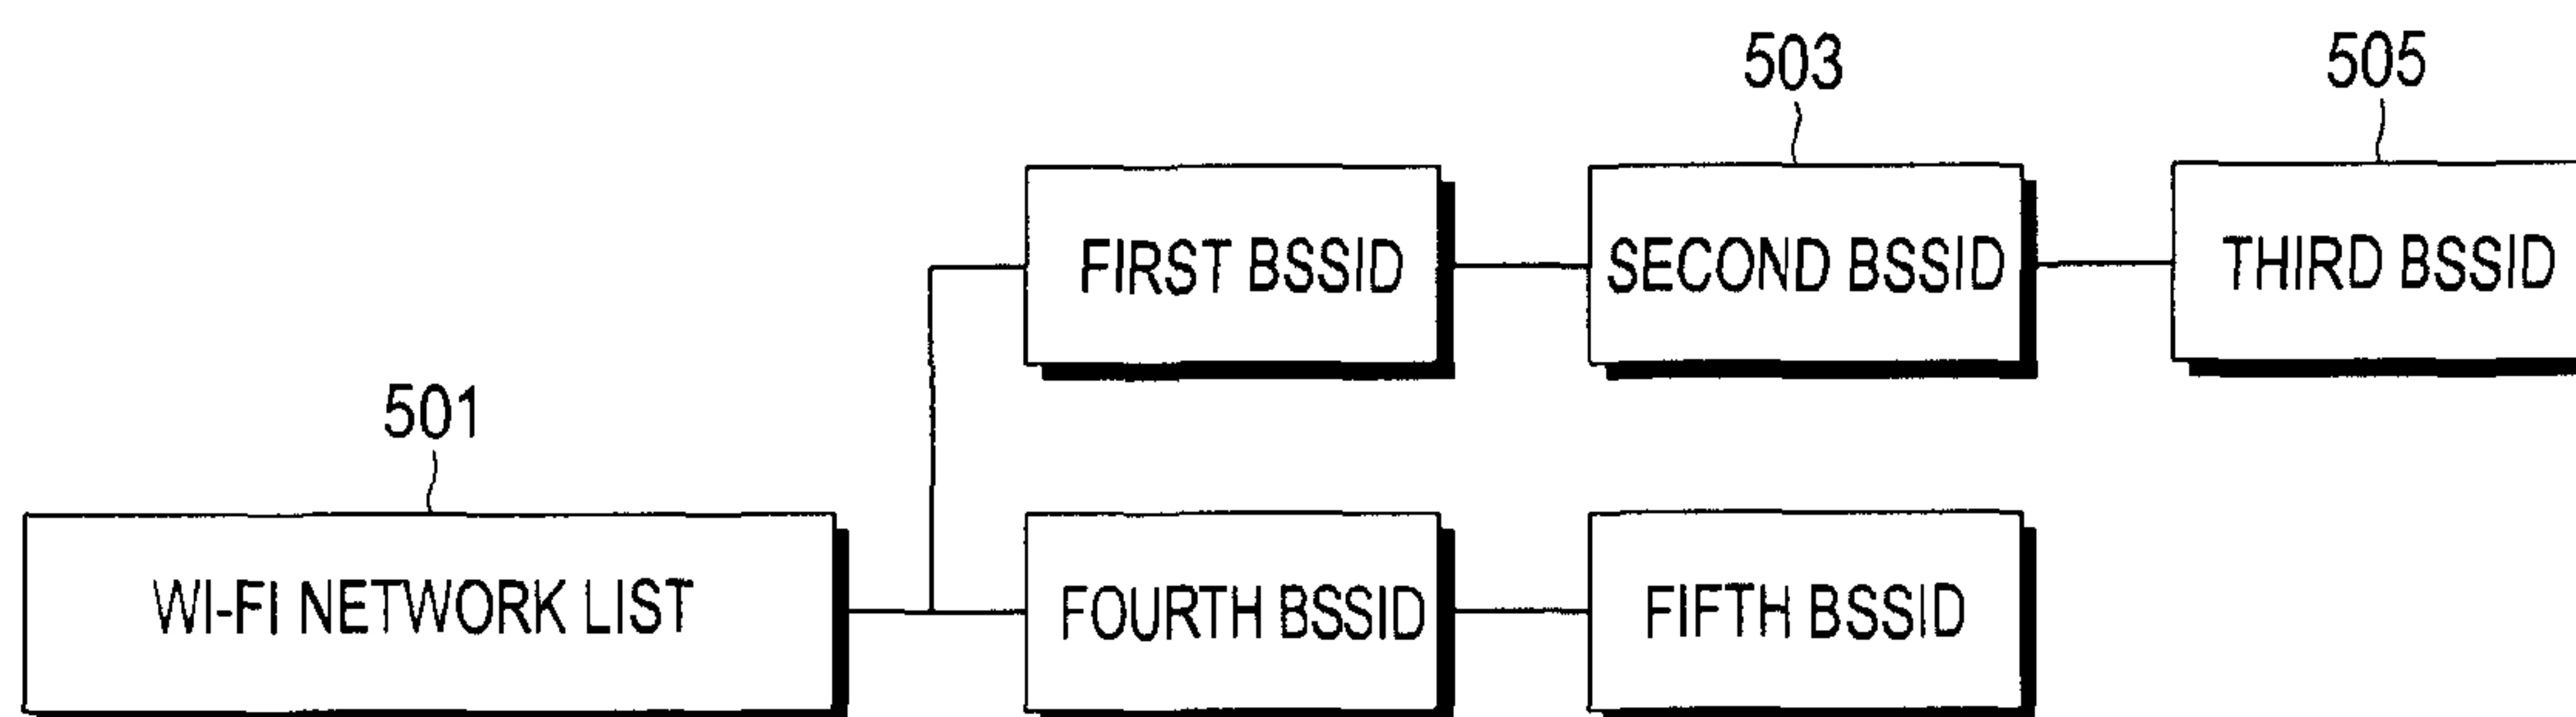 503 505
FIRST BSSID SECOND BSSID THIRD BSSID
501
WI-FI NETWORK LIST FOURTH BSSID FIFTH BSSID